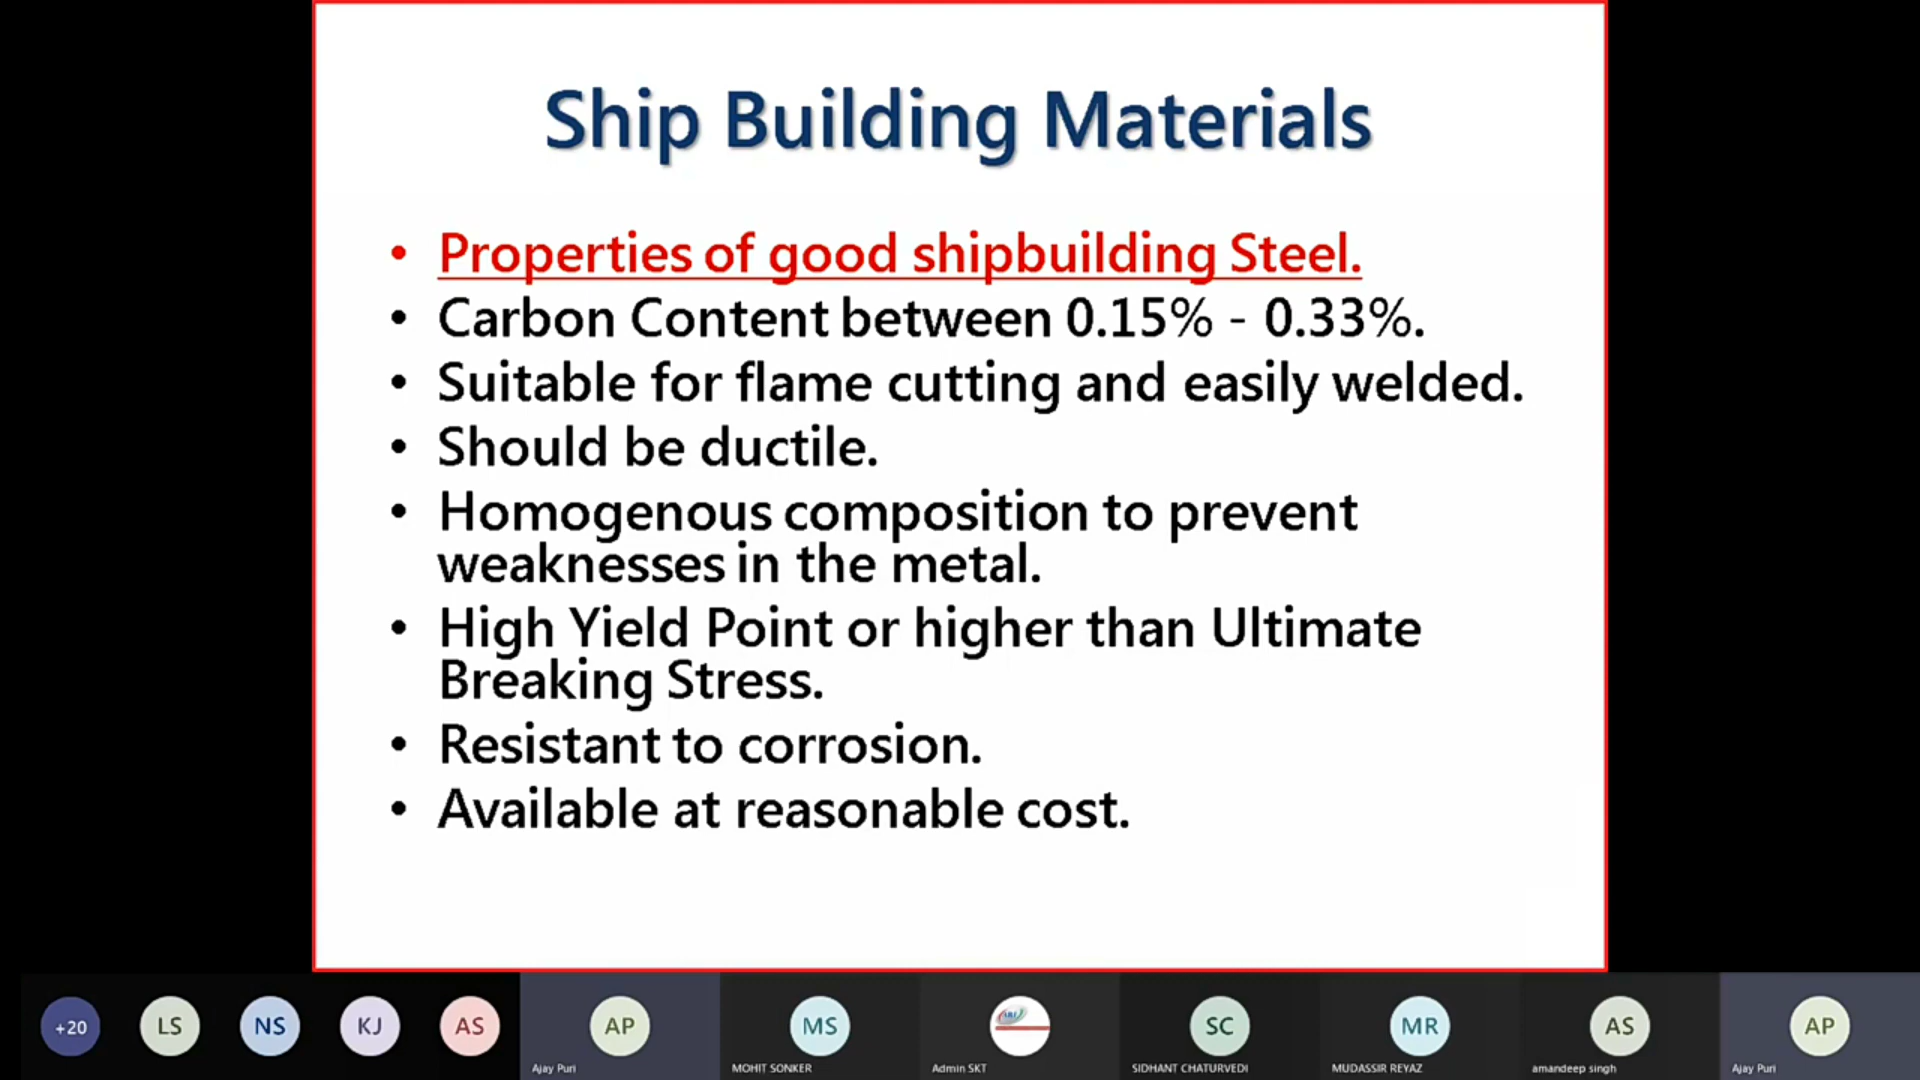 Ship Building Materials
• Properties of good shipbuilding Steel.
• Carbon Content between 0.15% - 0.33%.
• Suitable for flame cutting and easily welded.
• Should be ductile.
• Homogenous composition to prevent
weaknesses in the metal.
• High Yield Point or higher than Ultimate
Breaking Stress.
• Resistant to corrosion.
• Available at reasonable cost.
+20 LS NS KJ AS AP MS SC MR AS AP
Ajay Puri MOHIT SONKER Admin SKT SIDHANT CHATURVEDI MUDASSIR REYAZ amandeep singh Ajay Puri